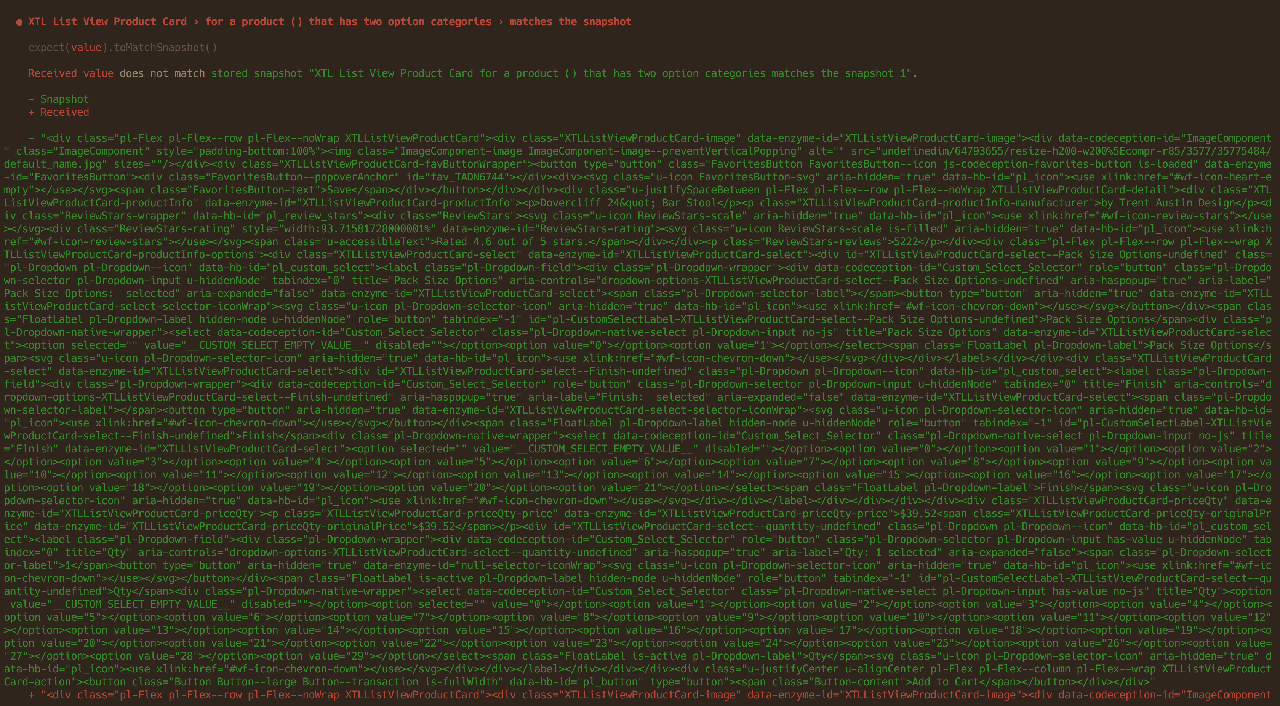 ● XTL List View Product Card › for a product () that has two option categories › matches the snapshot
expect(value).toMatchSnapshot()
Received value does not match stored snapshot "XTL List View Product Card for a product () that has two option categories matches the snapshot 1".
- Snapshot
+ Received
- "<div class="pl-Flex pl-Flex--row pl-Flex--noWrap XTLListViewProductCard"><div class="XTLListViewProductCard-image" data-enzyme-id="XTLListViewProductCard-image"><div data-codeception-id="ImageComponent
" class="ImageComponent" style="padding-bottom:100%"><img class="ImageComponent-image ImageComponent-image--preventVerticalPopping" alt="" src="undefinedim/64793655/resize-h200-w200%5Ecompr-r85/3577/35775484/
default_name.jpg" sizes=""/></div><div class="XTLListViewProductCard-favButtonWrapper"><button type="button" class="FavoritesButton FavoritesButton--icon js-codeception-favorites-button is-loaded" data-enzyme
-id="FavoritesButton"><div class="FavoritesButton--popoverAnchor" id="fav_TADN6744"></div><div><svg class="u-icon FavoritesButton-svg" aria-hidden="true" data-hb-id="pl_icon"><use xlink:href="#wf-icon-heart-e
mpty"></use></svg><span class="FavoritesButton-text">Save</span></div></button></div></div><div class="u-justifySpaceBetween pl-Flex pl-Flex--row pl-Flex--noWrap XTLListViewProductCard-detail"><div class="XTL
ListViewProductCard-productInfo" data-enzyme-id="XTLListViewProductCard-productInfo"><p>Dovercliff 24&quot; Bar Stool</p><p class="XTLListViewProductCard-productInfo-manufacturer">by Trent Austin Design</p><d
iv class="ReviewStars-wrapper" data-hb-id="pl_review_stars"><div class="ReviewStars"><svg class="u-icon ReviewStars-scale" aria-hidden="true" data-hb-id="pl_icon"><use xlink:href="#wf-icon-review-stars"></use
></svg><div class="ReviewStars-rating" style="width:93.71581728000001%" data-enzyme-id="ReviewStars-rating"><svg class="u-icon ReviewStars-scale is-filled" aria-hidden="true" data-hb-id="pl_icon"><use xlink:h
ref="#wf-icon-review-stars"></use></svg><span class="u-accessibleText">Rated 4.6 out of 5 stars.</span></div></div><p class="ReviewStars-reviews">5222</p></div><div class="pl-Flex pl-Flex--row pl-Flex--wrap X
TLListViewProductCard-productInfo-options"><div class="XTLListViewProductCard-select" data-enzyme-id="XTLListViewProductCard-select"><div id="XTLListViewProductCard-select--Pack Size Options-undefined" class=
"pl-Dropdown pl-Dropdown--icon" data-hb-id="pl_custom_select"><label class="pl-Dropdown-field"><div class="pl-Dropdown-wrapper"><div data-codeception-id="Custom_Select_Selector" role="button" class="pl-Dropdo
wn-selector pl-Dropdown-input u-hiddenNode" tabindex="0" title="Pack Size Options" aria-controls="dropdown-options-XTLListViewProductCard-select--Pack Size Options-undefined" aria-haspopup="true" aria-label="
Pack Size Options:  selected" aria-expanded="false" data-enzyme-id="XTLListViewProductCard-select"><span class="pl-Dropdown-selector-label"></span><button type="button" aria-hidden="true" data-enzyme-id="XTLL
istViewProductCard-select-selector-iconWrap"><svg class="u-icon pl-Dropdown-selector-icon" aria-hidden="true" data-hb-id="pl_icon"><use xlink:href="#wf-icon-chevron-down"></use></svg></button></div><span clas
s="FloatLabel pl-Dropdown-label hidden-node u-hiddenNode" role="button" tabindex="-1" id="pl-CustomSelectLabel-XTLListViewProductCard-select--Pack Size Options-undefined">Pack Size Options</span><div class="p
l-Dropdown-native-wrapper"><select data-codeception-id="Custom_Select_Selector" class="pl-Dropdown-native-select pl-Dropdown-input no-js" title="Pack Size Options" data-enzyme-id="XTLListViewProductCard-selec
t"><option selected="" value="__CUSTOM_SELECT_EMPTY_VALUE__" disabled=""></option><option value="0"></option><option value="1"></option></select><span class="FloatLabel pl-Dropdown-label">Pack Size Options</s
pan><svg class="u-icon pl-Dropdown-selector-icon" aria-hidden="true" data-hb-id="pl_icon"><use xlink:href="#wf-icon-chevron-down"></use></svg></div></div></label></div></div><div class="XTLListViewProductCard
-select" data-enzyme-id="XTLListViewProductCard-select"><div id="XTLListViewProductCard-select--Finish-undefined" class="pl-Dropdown pl-Dropdown--icon" data-hb-id="pl_custom_select"><label class="pl-Dropdown-
field"><div class="pl-Dropdown-wrapper"><div data-codeception-id="Custom_Select_Selector" role="button" class="pl-Dropdown-selector pl-Dropdown-input u-hiddenNode" tabindex="0" title="Finish" aria-controls="d
ropdown-options-XTLListViewProductCard-select--Finish-undefined" aria-haspopup="true" aria-label="Finish:  selected" aria-expanded="false" data-enzyme-id="XTLListViewProductCard-select"><span class="pl-Dropdo
wn-selector-label"></span><button type="button" aria-hidden="true" data-enzyme-id="XTLListViewProductCard-select-selector-iconWrap"><svg class="u-icon pl-Dropdown-selector-icon" aria-hidden="true" data-hb-id=
"pl_icon"><use xlink:href="#wf-icon-chevron-down"></use></svg></button></div><span class="FloatLabel pl-Dropdown-label hidden-node u-hiddenNode" role="button" tabindex="-1" id="pl-CustomSelectLabel-XTLListVie
wProductCard-select--Finish-undefined">Finish</span><div class="pl-Dropdown-native-wrapper"><select data-codeception-id="Custom_Select_Selector" class="pl-Dropdown-native-select pl-Dropdown-input no-js" title
="Finish" data-enzyme-id="XTLListViewProductCard-select"><option selected="" value="__CUSTOM_SELECT_EMPTY_VALUE__" disabled=""></option><option value="0"></option><option value="1"></option><option value="2">
</option><option value="3"></option><option value="4"></option><option value="5"></option><option value="6"></option><option value="7"></option><option value="8"></option><option value="9"></option><option va
lue="10"></option><option value="11"></option><option value="12"></option><option value="13"></option><option value="14"></option><option value="15"></option><option value="16"></option><option value="17"></o
ption><option value="18"></option><option value="19"></option><option value="20"></option><option value="21"></option></select><span class="FloatLabel pl-Dropdown-label">Finish</span><svg class="u-icon pl-Dro
pdown-selector-icon" aria-hidden="true" data-hb-id="pl_icon"><use xlink:href="#wf-icon-chevron-down"></use></svg></div></div></label></div></div></div></div><div class="XTLListViewProductCard-priceQty" data-e
nzyme-id="XTLListViewProductCard-priceQty"><p class="XTLListViewProductCard-priceQty-price" data-enzyme-id="XTLListViewProductCard-priceQty-price">$39.52<span class="XTLListViewProductCard-priceQty-originalPr
ice" data-enzyme-id="XTLListViewProductCard-priceQty-originalPrice">$39.52</span></p><div id="XTLListViewProductCard-select--quantity-undefined" class="pl-Dropdown pl-Dropdown--icon" data-hb-id="pl_custom_sel
ect"><label class="pl-Dropdown-field"><div class="pl-Dropdown-wrapper"><div data-codeception-id="Custom_Select_Selector" role="button" class="pl-Dropdown-selector pl-Dropdown-input has-value u-hiddenNode" tab
index="0" title="Qty" aria-controls="dropdown-options-XTLListViewProductCard-select--quantity-undefined" aria-haspopup="true" aria-label="Qty: 1 selected" aria-expanded="false"><span class="pl-Dropdown-select
or-label">1</span><button type="button" aria-hidden="true" data-enzyme-id="null-selector-iconWrap"><svg class="u-icon pl-Dropdown-selector-icon" aria-hidden="true" data-hb-id="pl_icon"><use xlink:href="#wf-ic
on-chevron-down"></use></svg></button></div><span class="FloatLabel is-active pl-Dropdown-label hidden-node u-hiddenNode" role="button" tabindex="-1" id="pl-CustomSelectLabel-XTLListViewProductCard-select--qu
antity-undefined">Qty</span><div class="pl-Dropdown-native-wrapper"><select data-codeception-id="Custom_Select_Selector" class="pl-Dropdown-native-select pl-Dropdown-input has-value no-js" title="Qty"><option
 value="__CUSTOM_SELECT_EMPTY_VALUE__" disabled=""></option><option selected="" value="0"></option><option value="1"></option><option value="2"></option><option value="3"></option><option value="4"></option><
option value="5"></option><option value="6"></option><option value="7"></option><option value="8"></option><option value="9"></option><option value="10"></option><option value="11"></option><option value="12"
></option><option value="13"></option><option value="14"></option><option value="15"></option><option value="16"></option><option value="17"></option><option value="18"></option><option value="19"></option><o
ption value="20"></option><option value="21"></option><option value="22"></option><option value="23"></option><option value="24"></option><option value="25"></option><option value="26"></option><option value=
"27"></option><option value="28"></option><option value="29"></option></select><span class="FloatLabel is-active pl-Dropdown-label">Qty</span><svg class="u-icon pl-Dropdown-selector-icon" aria-hidden="true" d
ata-hb-id="pl_icon"><use xlink:href="#wf-icon-chevron-down"></use></svg></div></div></label></div></div></div><div class="u-justifyCenter u-alignCenter pl-Flex pl-Flex--column pl-Flex--wrap XTLListViewProduct
Card-action"><button class="Button Button--large Button--transaction is-fullWidth" data-hb-id="pl_button" type="button"><span class="Button-content">Add to Cart</span></button></div></div>"
+ "<div class="pl-Flex pl-Flex--row pl-Flex--noWrap XTLListViewProductCard"><div class="XTLListViewProductCard-image" data-enzyme-id="XTLListViewProductCard-image"><div data-codeception-id="ImageComponent